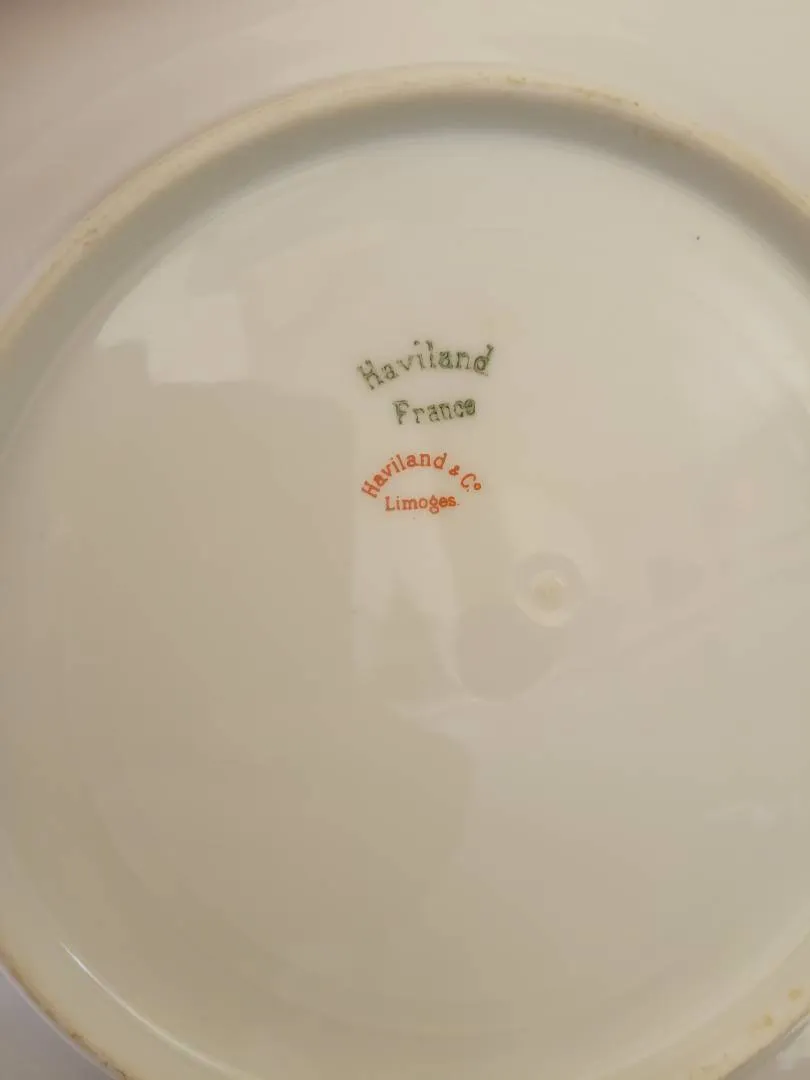 Haviland
France
Haviland & Co
Limoges.